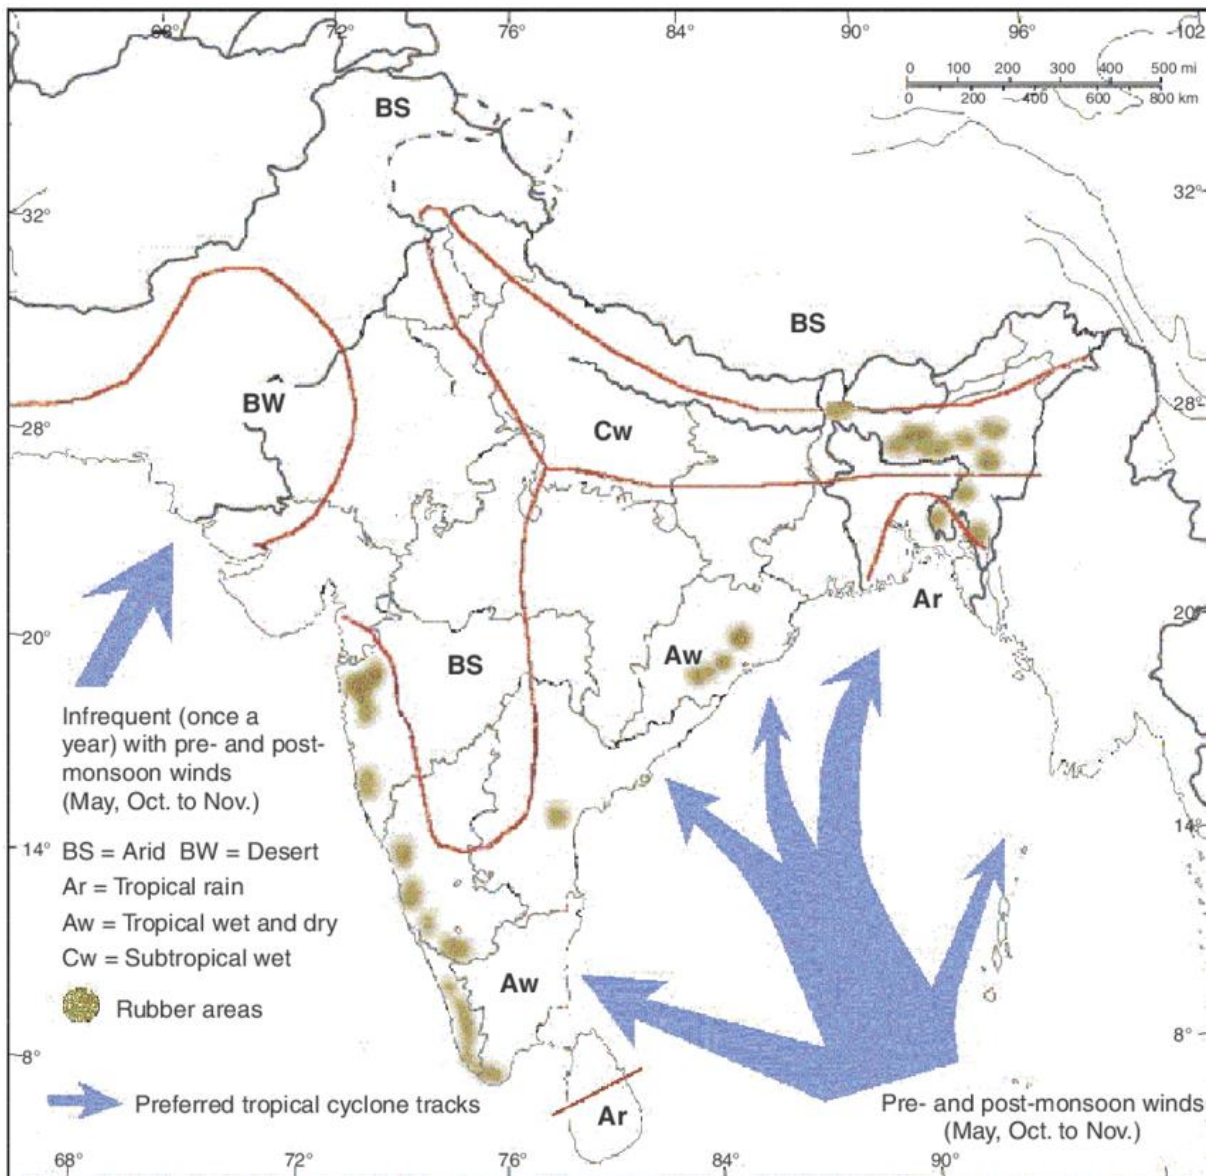 68° 72° 76° 84° 90° 96° 102
0 100 200 300 400 500 mi
0 200 400 600 800 km
BS
32° 32°
BS
BW
28° 28°
Cw
Ar
20° 20°
Aw
BS
Infrequent (once a
year) with pre- and post-
monsoon winds
(May, Oct. to Nov.)
14° 14°
BS = Arid BW = Desert
Ar = Tropical rain
Aw = Tropical wet and dry
Cw = Subtropical wet
Aw
Rubber areas
8° 8°
Preferred tropical cyclone tracks
Ar
Pre- and post-monsoon winds
(May, Oct. to Nov.)
68° 72° 76° 84° 90°